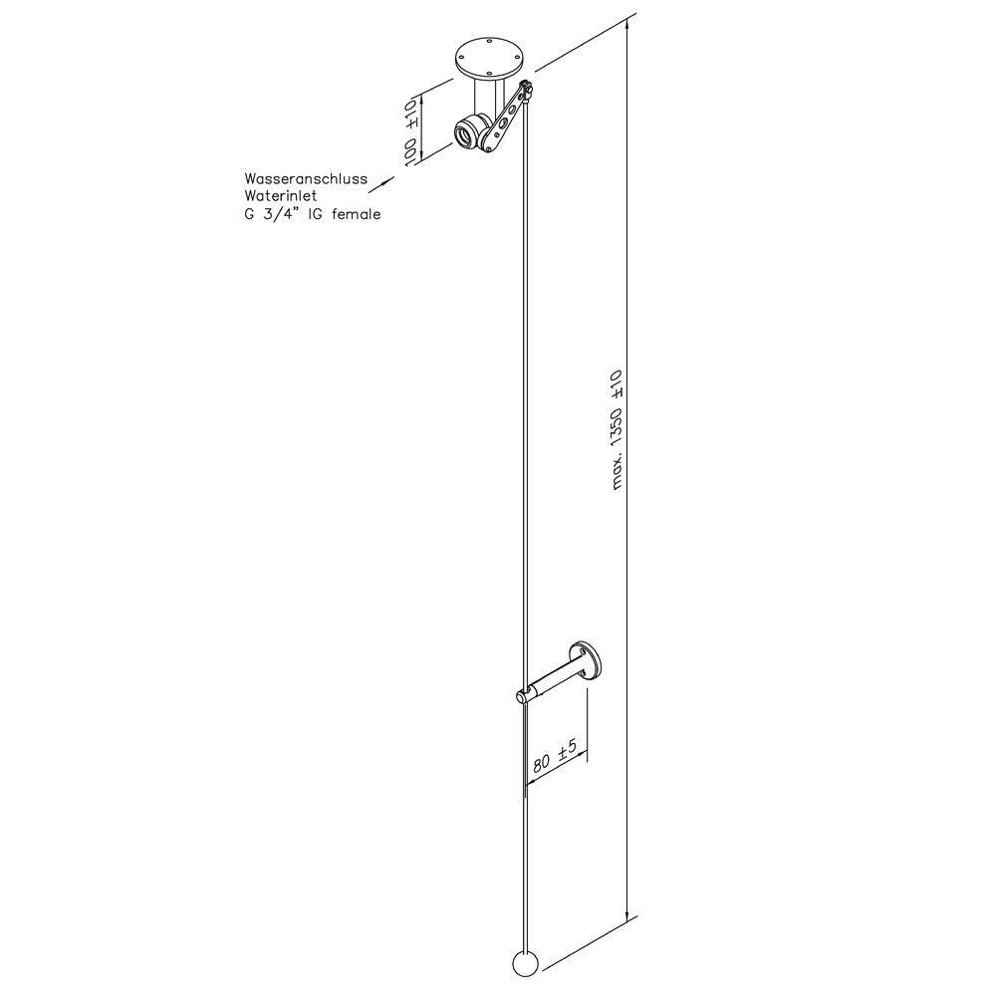 100 ±10
Wasseranschluss
Waterinlet
G 3/4" IG female
max. 1350 ±10
80 ±5